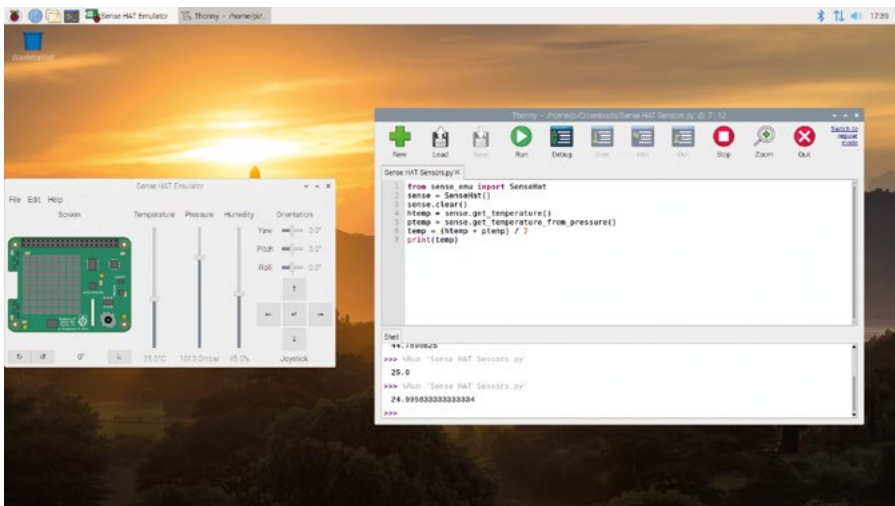 Sense HAT Emulator
Thonny - /home/pi/...
17:39
Wastebasket
Thonny - /home/pi/Downloads/Sense HAT Sensors.py @ 7:12
New
Load
Save
Run
Debug
Over
Into
Out
Stop
Zoom
Quit
Switch to
regular
mode
Sense HAT Sensors.py
1 from sense_emu import SenseHat
2 sense = SenseHat()
3 sense.clear()
4 htemp = sense.get_temperature()
5 ptemp = sense.get_temperature_from_pressure()
6 temp = (htemp + ptemp) / 2
7 print(temp)
Shell
44.7890625
>>> %Run 'Sense HAT Sensors.py'
25.0
>>> %Run 'Sense HAT Sensors.py'
24.995833333333334
>>>
Sense HAT Emulator
File Edit Help
Screen
Temperature
Pressure
Humidity
Orientation
Yaw 0.0°
Pitch 0.0°
Roll 0.0°
0°
25.0°C
1013.0mbar
45.0%
Joystick